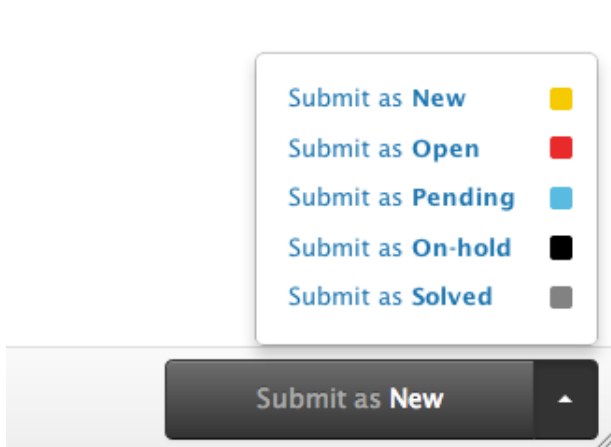 Submit as New
Submit as Open
Submit as Pending
Submit as On-hold
Submit as Solved
Submit as New